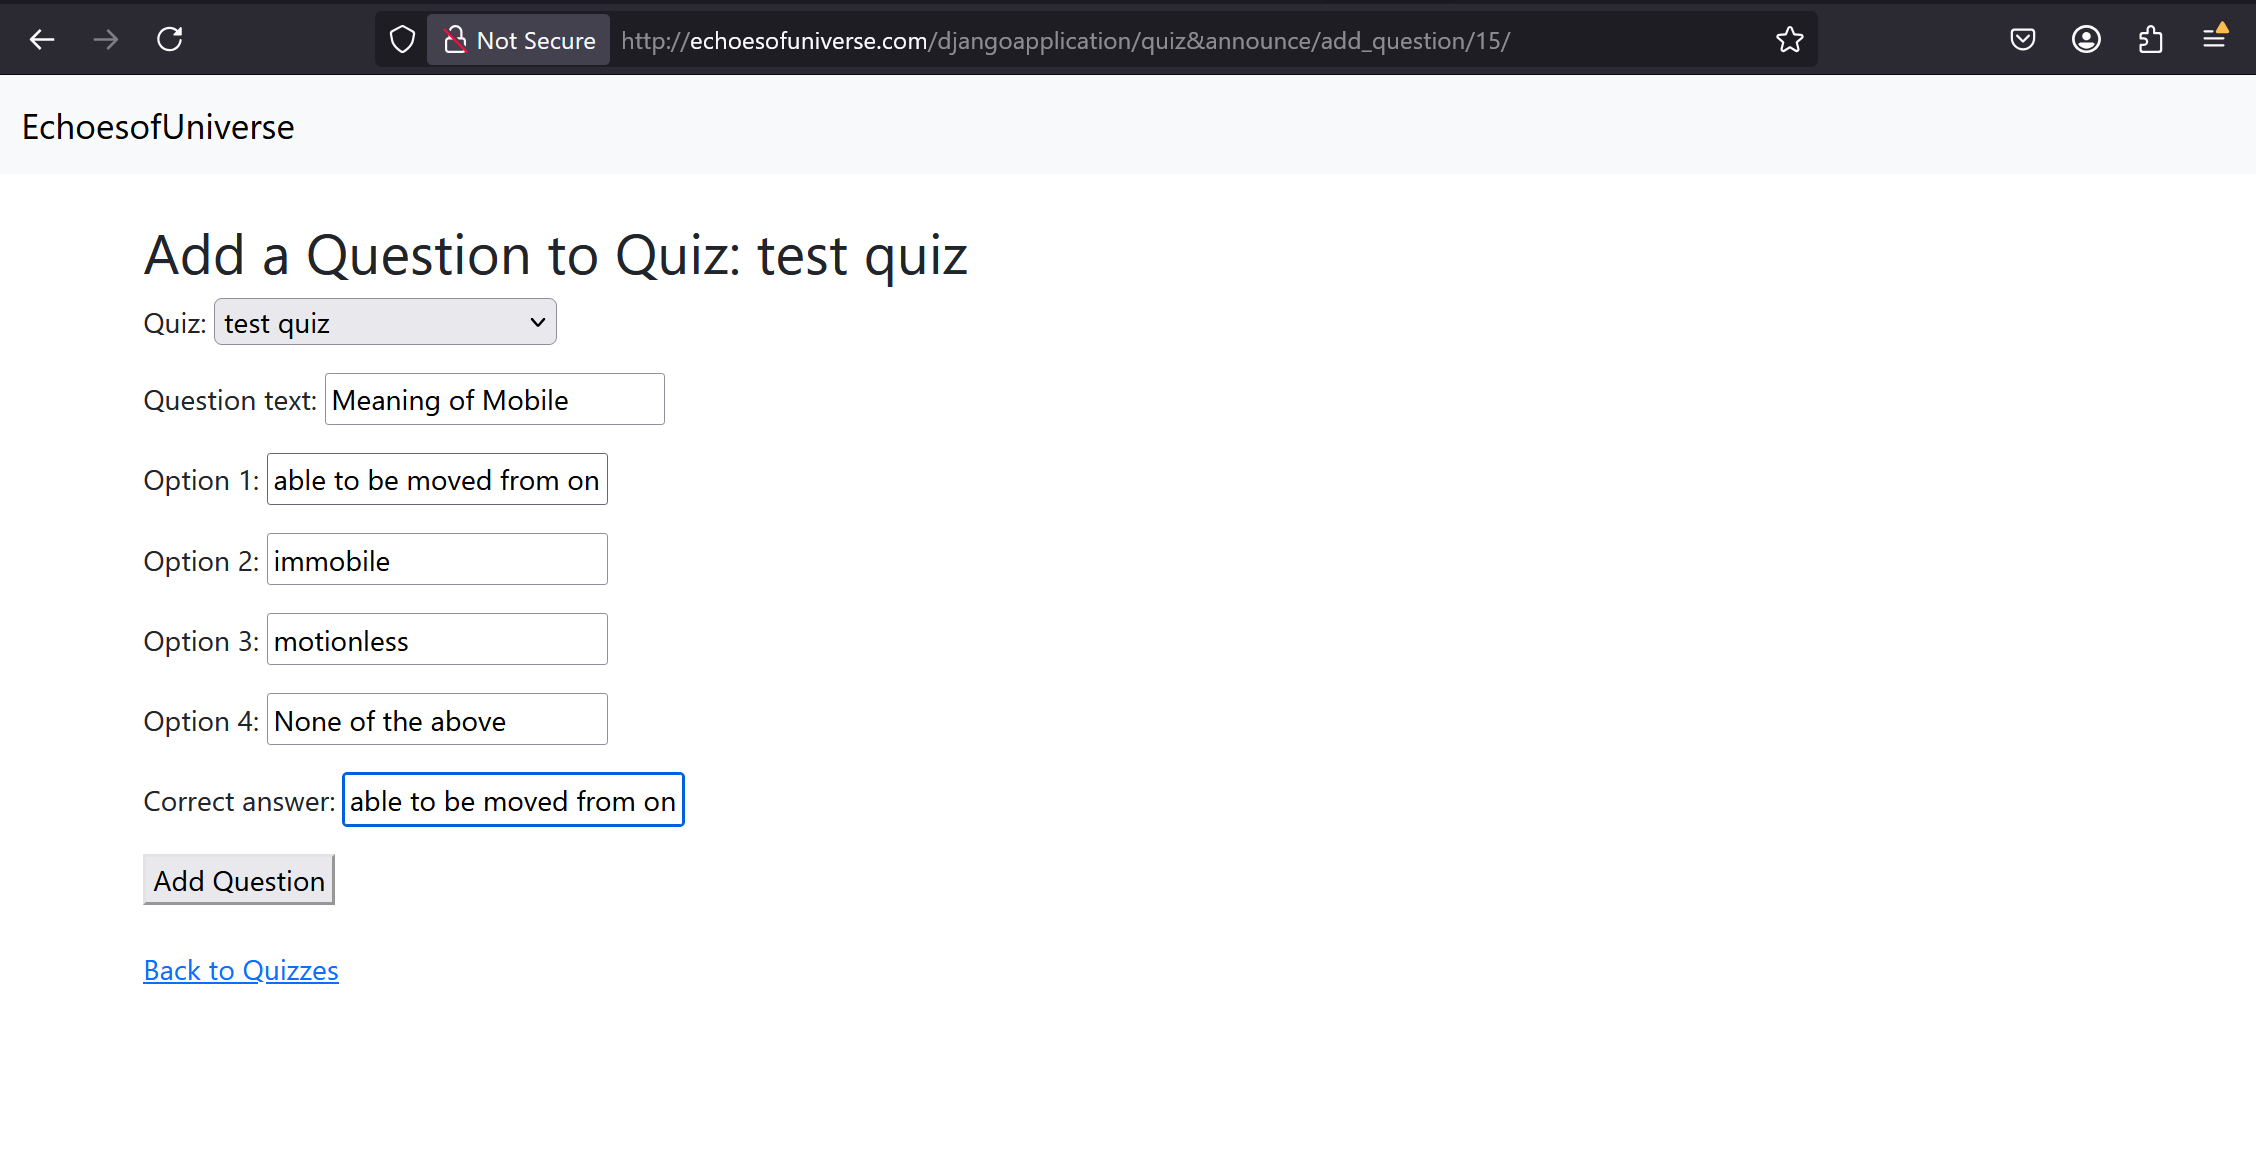 Not Secure http://echoesofuniverse.com/djangoapplication/quiz&announce/add_question/15/
EchoesofUniverse
Add a Question to Quiz: test quiz
Quiz: test quiz
Question text: Meaning of Mobile
Option 1: able to be moved from on
Option 2: immobile
Option 3: motionless
Option 4: None of the above
Correct answer: able to be moved from on
Add Question
Back to Quizzes